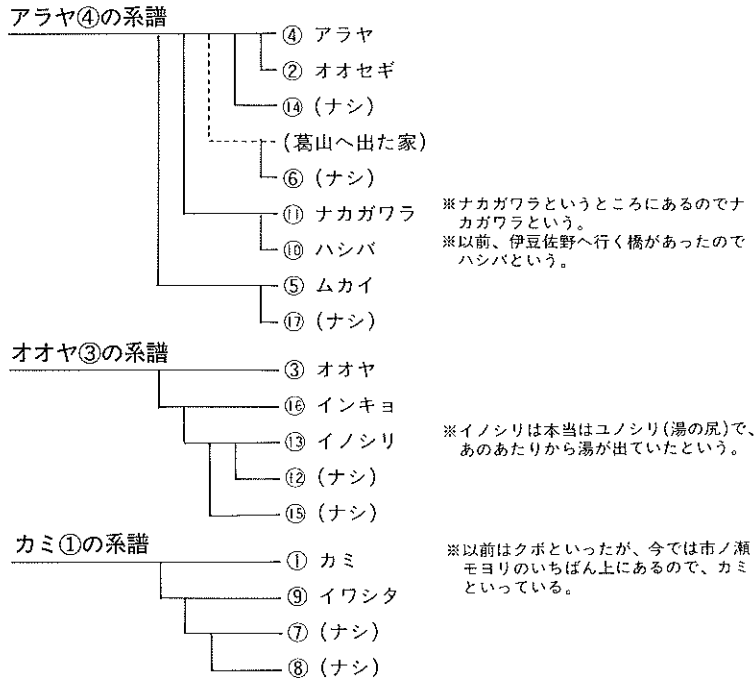 アラヤ④の系譜
④ アラヤ
② オオセギ
⑭ (ナシ)
(葛山へ出た家)
⑥ (ナシ)
⑪ ナカガワラ
※ナカガワラというところにあるのでナ
カガワラという。
⑩ ハシバ
※以前、伊豆佐野へ行く橋があったので
ハシバという。
⑤ ムカイ
⑰ (ナシ)
オオヤ③の系譜
③ オオヤ
⑯ インキョ
⑬ イノシリ
※イノシリは本当はユノシリ(湯の尻)で、
あのあたりから湯が出ていたという。
⑫ (ナシ)
⑮ (ナシ)
カミ①の系譜
① カミ
※以前はクボといったが、今では市ノ瀬
モヨリのいちばん上にあるので、カミ
といっている。
⑨ イワシタ
⑦ (ナシ)
⑧ (ナシ)